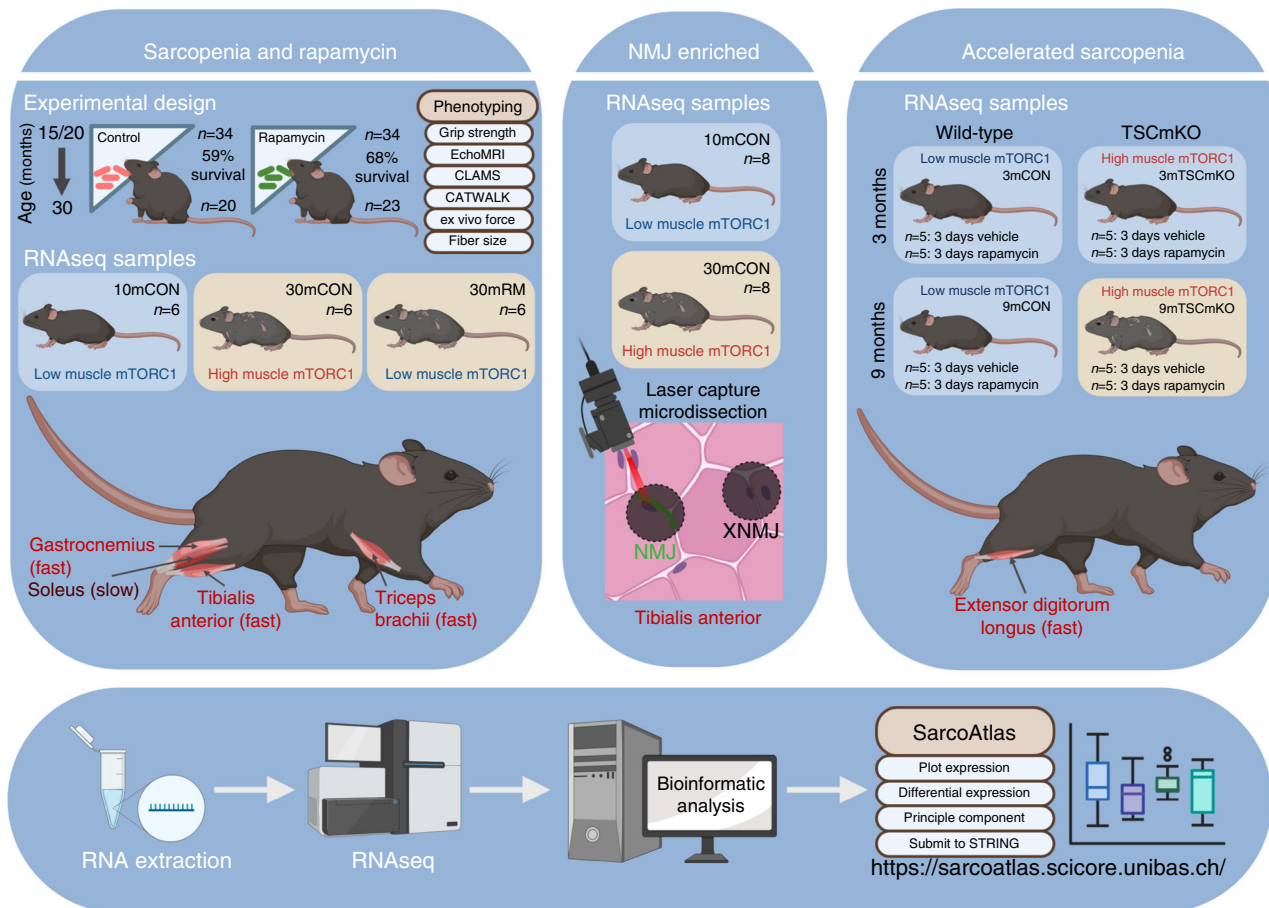 Sarcopenia and rapamycin
Experimental design
Age (months)
15/20
30
Control
n=34
59%
survival
n=20
Rapamycin
n=34
68%
survival
n=23
Phenotyping
Grip strength
EchoMRI
CLAMS
CATWALK
ex vivo force
Fiber size
RNAseq samples
10mCON
n=6
Low muscle mTORC1
30mCON
n=6
High muscle mTORC1
30mRM
n=6
Low muscle mTORC1
Gastrocnemius
(fast)
Soleus (slow)
Tibialis
anterior (fast)
Triceps
brachii (fast)
NMJ enriched
RNAseq samples
10mCON
n=8
Low muscle mTORC1
30mCON
n=8
High muscle mTORC1
Laser capture
microdissection
NMJ
XNMJ
Tibialis anterior
Accelerated sarcopenia
RNAseq samples
Wild-type
TSCmKO
3 months
Low muscle mTORC1
3mCON
n=5: 3 days vehicle
n=5: 3 days rapamycin
High muscle mTORC1
3mTSCmKO
n=5: 3 days vehicle
n=5: 3 days rapamycin
9 months
Low muscle mTORC1
9mCON
n=5: 3 days vehicle
n=5: 3 days rapamycin
High muscle mTORC1
9mTSCmKO
n=5: 3 days vehicle
n=5: 3 days rapamycin
Extensor digitorum
longus (fast)
RNA extraction
RNAseq
Bioinformatic
analysis
SarcoAtlas
Plot expression
Differential expression
Principle component
Submit to STRING
https://sarcoatlas.scicore.unibas.ch/